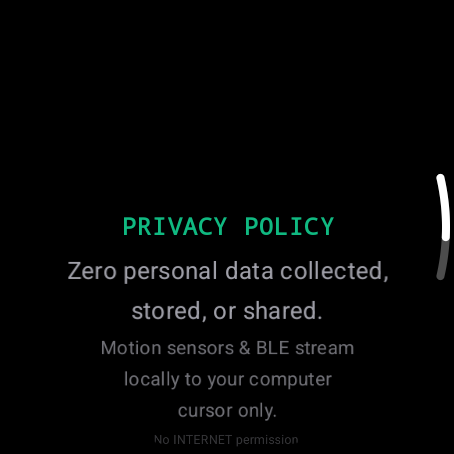 PRIVACY POLICY
Zero personal data collected,
stored, or shared.
Motion sensors & BLE stream
locally to your computer
cursor only.
No INTERNET permission